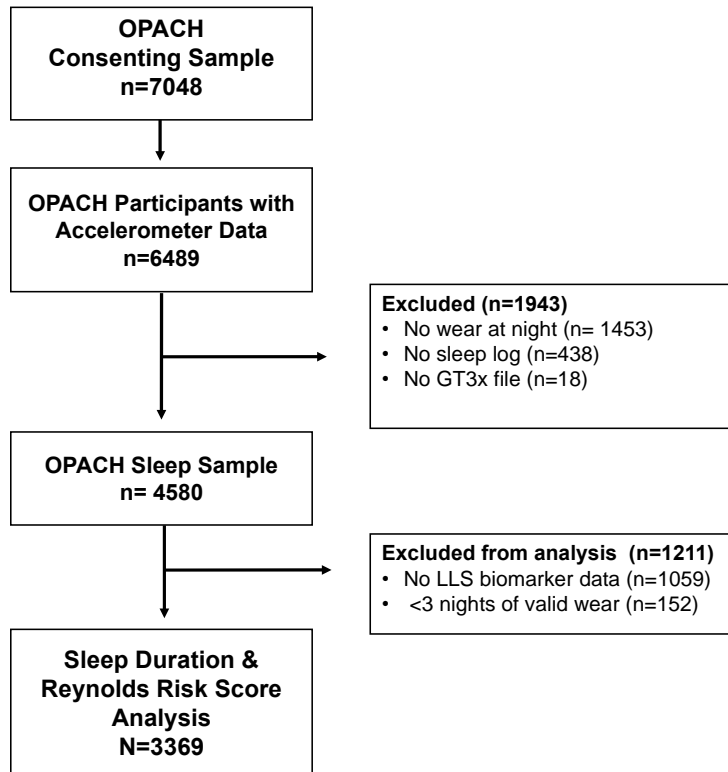 OPACH
Consenting Sample
n=7048
OPACH Participants with
Accelerometer Data
n=6489
Excluded (n=1943)
• No wear at night (n= 1453)
• No sleep log (n=438)
• No GT3x file (n=18)
OPACH Sleep Sample
n= 4580
Excluded from analysis (n=1211)
• No LLS biomarker data (n=1059)
• <3 nights of valid wear (n=152)
Sleep Duration &
Reynolds Risk Score
Analysis
N=3369